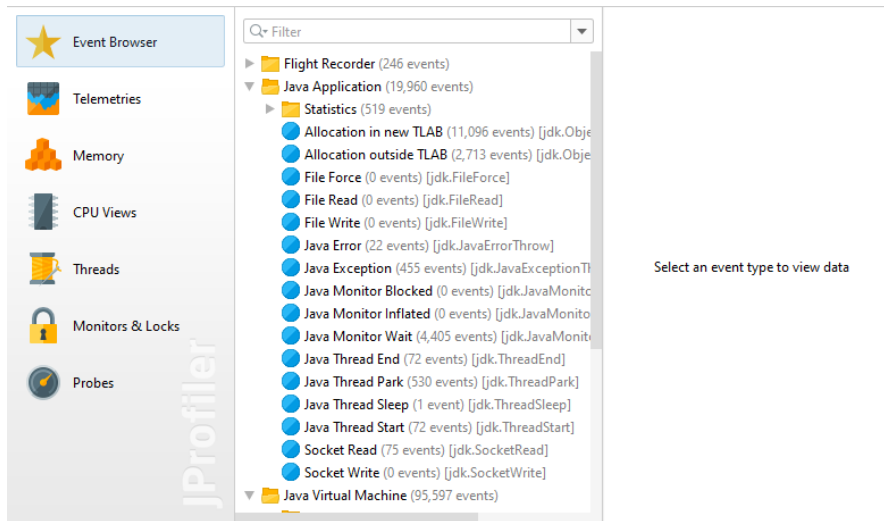 Event Browser
Telemetries
Memory
CPU Views
Threads
Monitors & Locks
Probes
JProfiler
Filter
Flight Recorder (246 events)
Java Application (19,960 events)
Statistics (519 events)
Allocation in new TLAB (11,096 events) [jdk.Obje
Allocation outside TLAB (2,713 events) [jdk.Obje
File Force (0 events) [jdk.FileForce]
File Read (0 events) [jdk.FileRead]
File Write (0 events) [jdk.FileWrite]
Java Error (22 events) [jdk.JavaErrorThrow]
Java Exception (455 events) [jdk.JavaExceptionTh
Java Monitor Blocked (0 events) [jdk.JavaMonito
Java Monitor Inflated (0 events) [jdk.JavaMonito
Java Monitor Wait (4,405 events) [jdk.JavaMonit
Java Thread End (72 events) [jdk.ThreadEnd]
Java Thread Park (530 events) [jdk.ThreadPark]
Java Thread Sleep (1 event) [jdk.ThreadSleep]
Java Thread Start (72 events) [jdk.ThreadStart]
Socket Read (75 events) [jdk.SocketRead]
Socket Write (0 events) [jdk.SocketWrite]
Java Virtual Machine (95,597 events)
Select an event type to view data